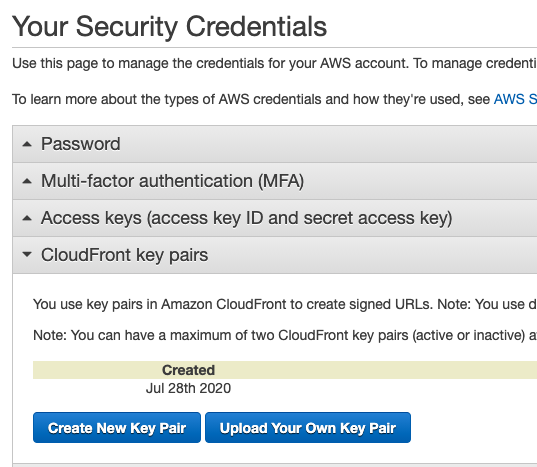 Your Security Credentials
Use this page to manage the credentials for your AWS account. To manage credenti
To learn more about the types of AWS credentials and how they're used, see AWS S
Password
Multi-factor authentication (MFA)
Access keys (access key ID and secret access key)
CloudFront key pairs
You use key pairs in Amazon CloudFront to create signed URLs. Note: You use d
Note: You can have a maximum of two CloudFront key pairs (active or inactive) a
Created
Jul 28th 2020
Create New Key Pair Upload Your Own Key Pair